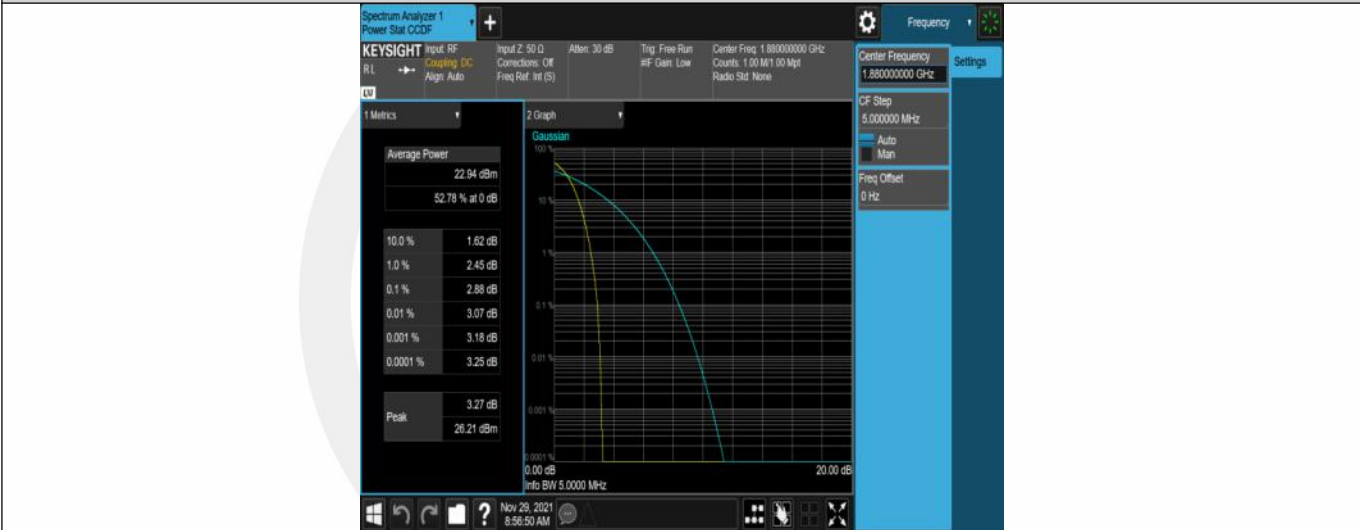 Spectrum Analyzer 1
Power Stat CCDF
+
Frequency
KEYSIGHT
RL
LV
Input: RF
Coupling: DC
Align: Auto
Input Z: 50 Ω
Corrections: Off
Freq Ref: Int (S)
Atten: 30 dB
Trig: Free Run
#IF Gain: Low
Center Freq: 1.880000000 GHz
Counts: 1.00 M/1.00 Mpt
Radio Std: None
Center Frequency
1.880000000 GHz
Settings
CF Step
5.000000 MHz
Auto
Man
Freq Offset
0 Hz
1 Metrics
Average Power
22.94 dBm
52.78 % at 0 dB
10.0 % 1.62 dB
1.0 % 2.45 dB
0.1 % 2.88 dB
0.01 % 3.07 dB
0.001 % 3.18 dB
0.0001 % 3.25 dB
Peak
3.27 dB
26.21 dBm
2 Graph
Gaussian
100 %
10 %
1 %
0.1 %
0.01 %
0.001 %
0.0001 %
0.00 dB 20.00 dB
Info BW 5.0000 MHz
?
Nov 29, 2021
8:56:50 AM